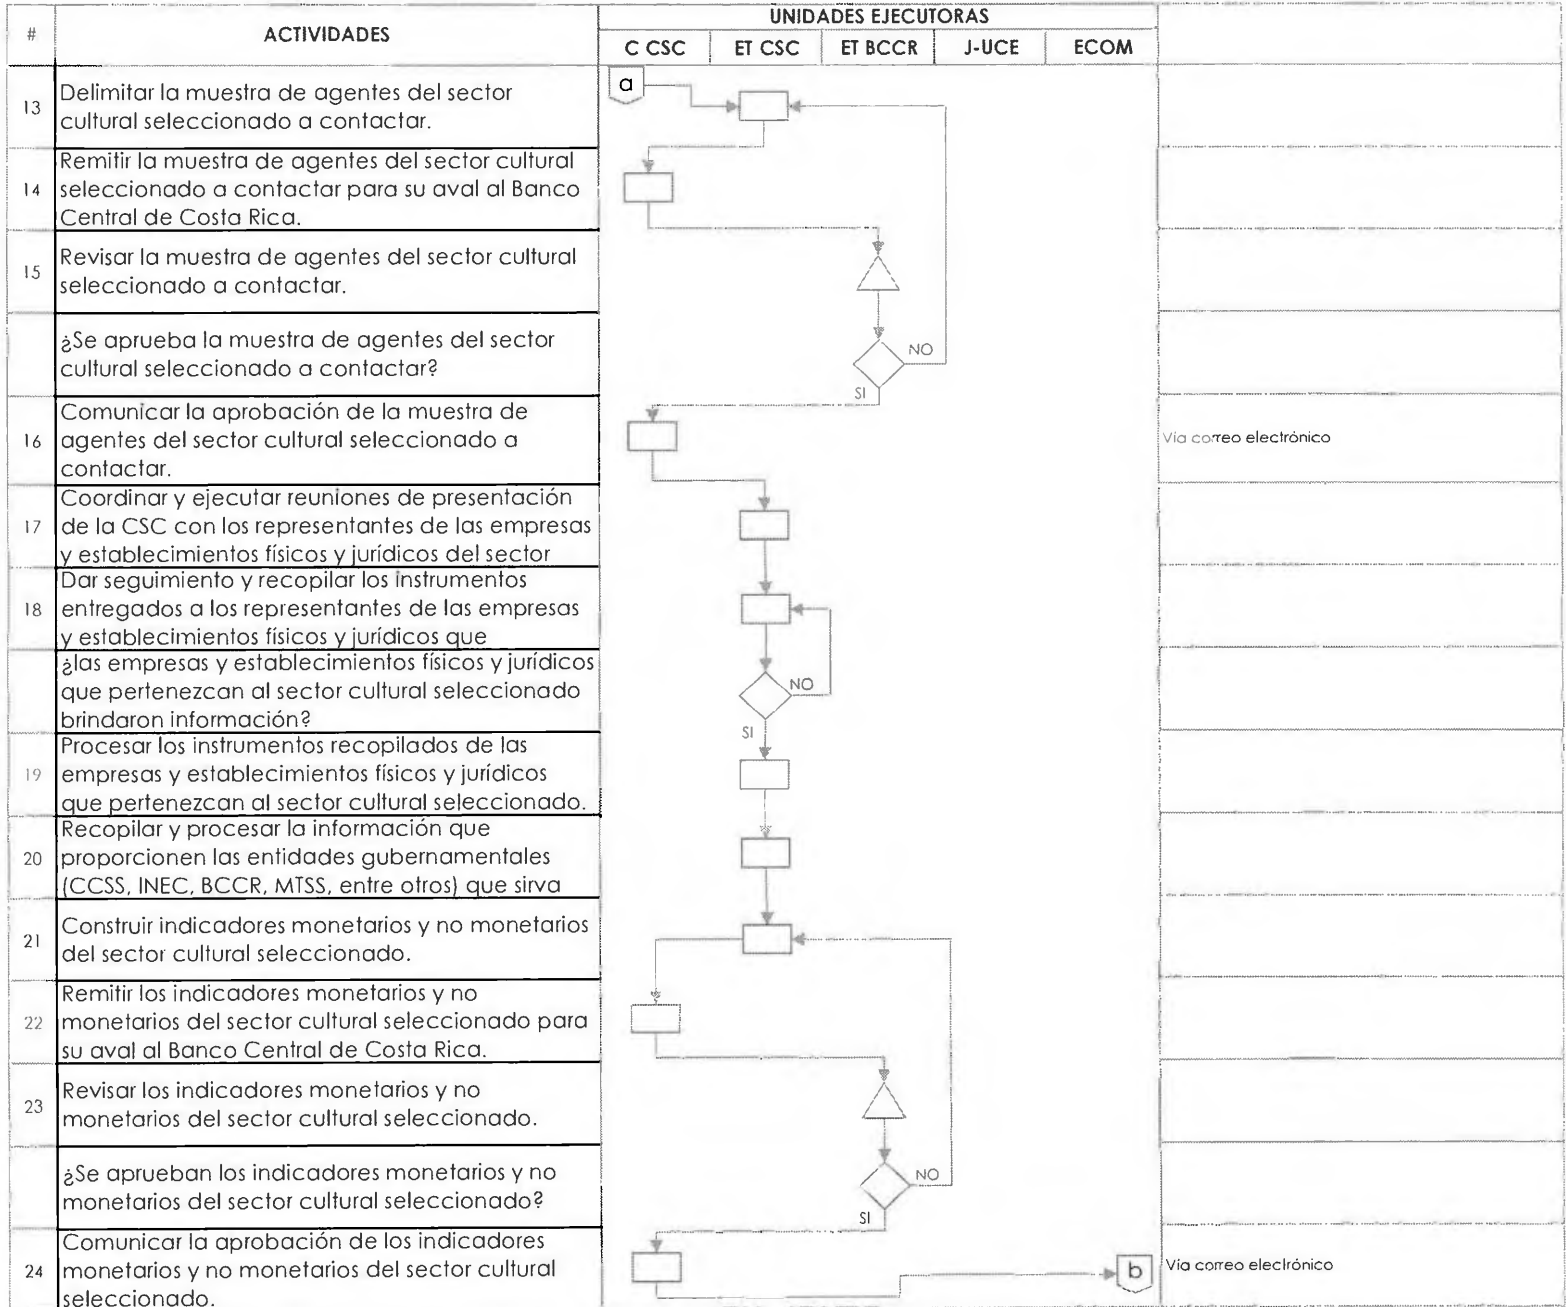 UNIDADES EJECUTORAS
# ACTIVIDADES C CSC ET CSC ET BCCR J-UCE ECOM
a
13 Delimitar la muestra de agentes del sector
cultural seleccionado a contactar.
14 Remitir la muestra de agentes del sector cultural
seleccionado a contactar para su aval al Banco
Central de Costa Rica.
15 Revisar la muestra de agentes del sector cultural
seleccionado a contactar.
¿Se aprueba la muestra de agentes del sector
cultural seleccionado a contactar?
NO
SI
16 Comunicar la aprobación de la muestra de
agentes del sector cultural seleccionado a
contactar.
Vía correo electrónico
17 Coordinar y ejecutar reuniones de presentación
de la CSC con los representantes de las empresas
y establecimientos físicos y jurídicos del sector
18 Dar seguimiento y recopilar los instrumentos
entregados a los representantes de las empresas
y establecimientos físicos y jurídicos que
¿las empresas y establecimientos físicos y jurídicos
que pertenezcan al sector cultural seleccionado
brindaron información?
NO
SI
19 Procesar los instrumentos recopilados de las
empresas y establecimientos físicos y jurídicos
que pertenezcan al sector cultural seleccionado.
20 Recopilar y procesar la información que
proporcionen las entidades gubernamentales
(CCSS, INEC, BCCR, MTSS, entre otros) que sirva
21 Construir indicadores monetarios y no monetarios
del sector cultural seleccionado.
22 Remitir los indicadores monetarios y no
monetarios del sector cultural seleccionado para
su aval al Banco Central de Costa Rica.
23 Revisar los indicadores monetarios y no
monetarios del sector cultural seleccionado.
¿Se aprueban los indicadores monetarios y no
monetarios del sector cultural seleccionado?
NO
SI
24 Comunicar la aprobación de los indicadores
monetarios y no monetarios del sector cultural
seleccionado.
b
Vía correo electrónico